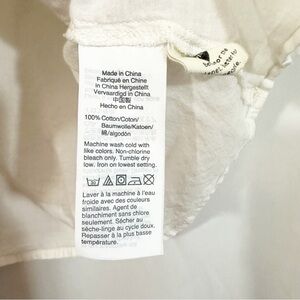 Made in China
Fabriqué en Chine
In China Hergestellt
Vervaardigd in China
中国製
Hecho en China
100% Cotton/Coton/
Baumwolle/Katoen/
綿/algodón
Machine wash cold with
like colors. Non-chlorine
bleach only. Tumble dry
low. Iron on lowest setting.
Laver à la machine à l'eau
froide avec des couleurs
similaires. Agent de
blanchiment sans chlore
seulement. Sécher au
sèche-linge au cycle doux.
Repasser à la plus basse
température.